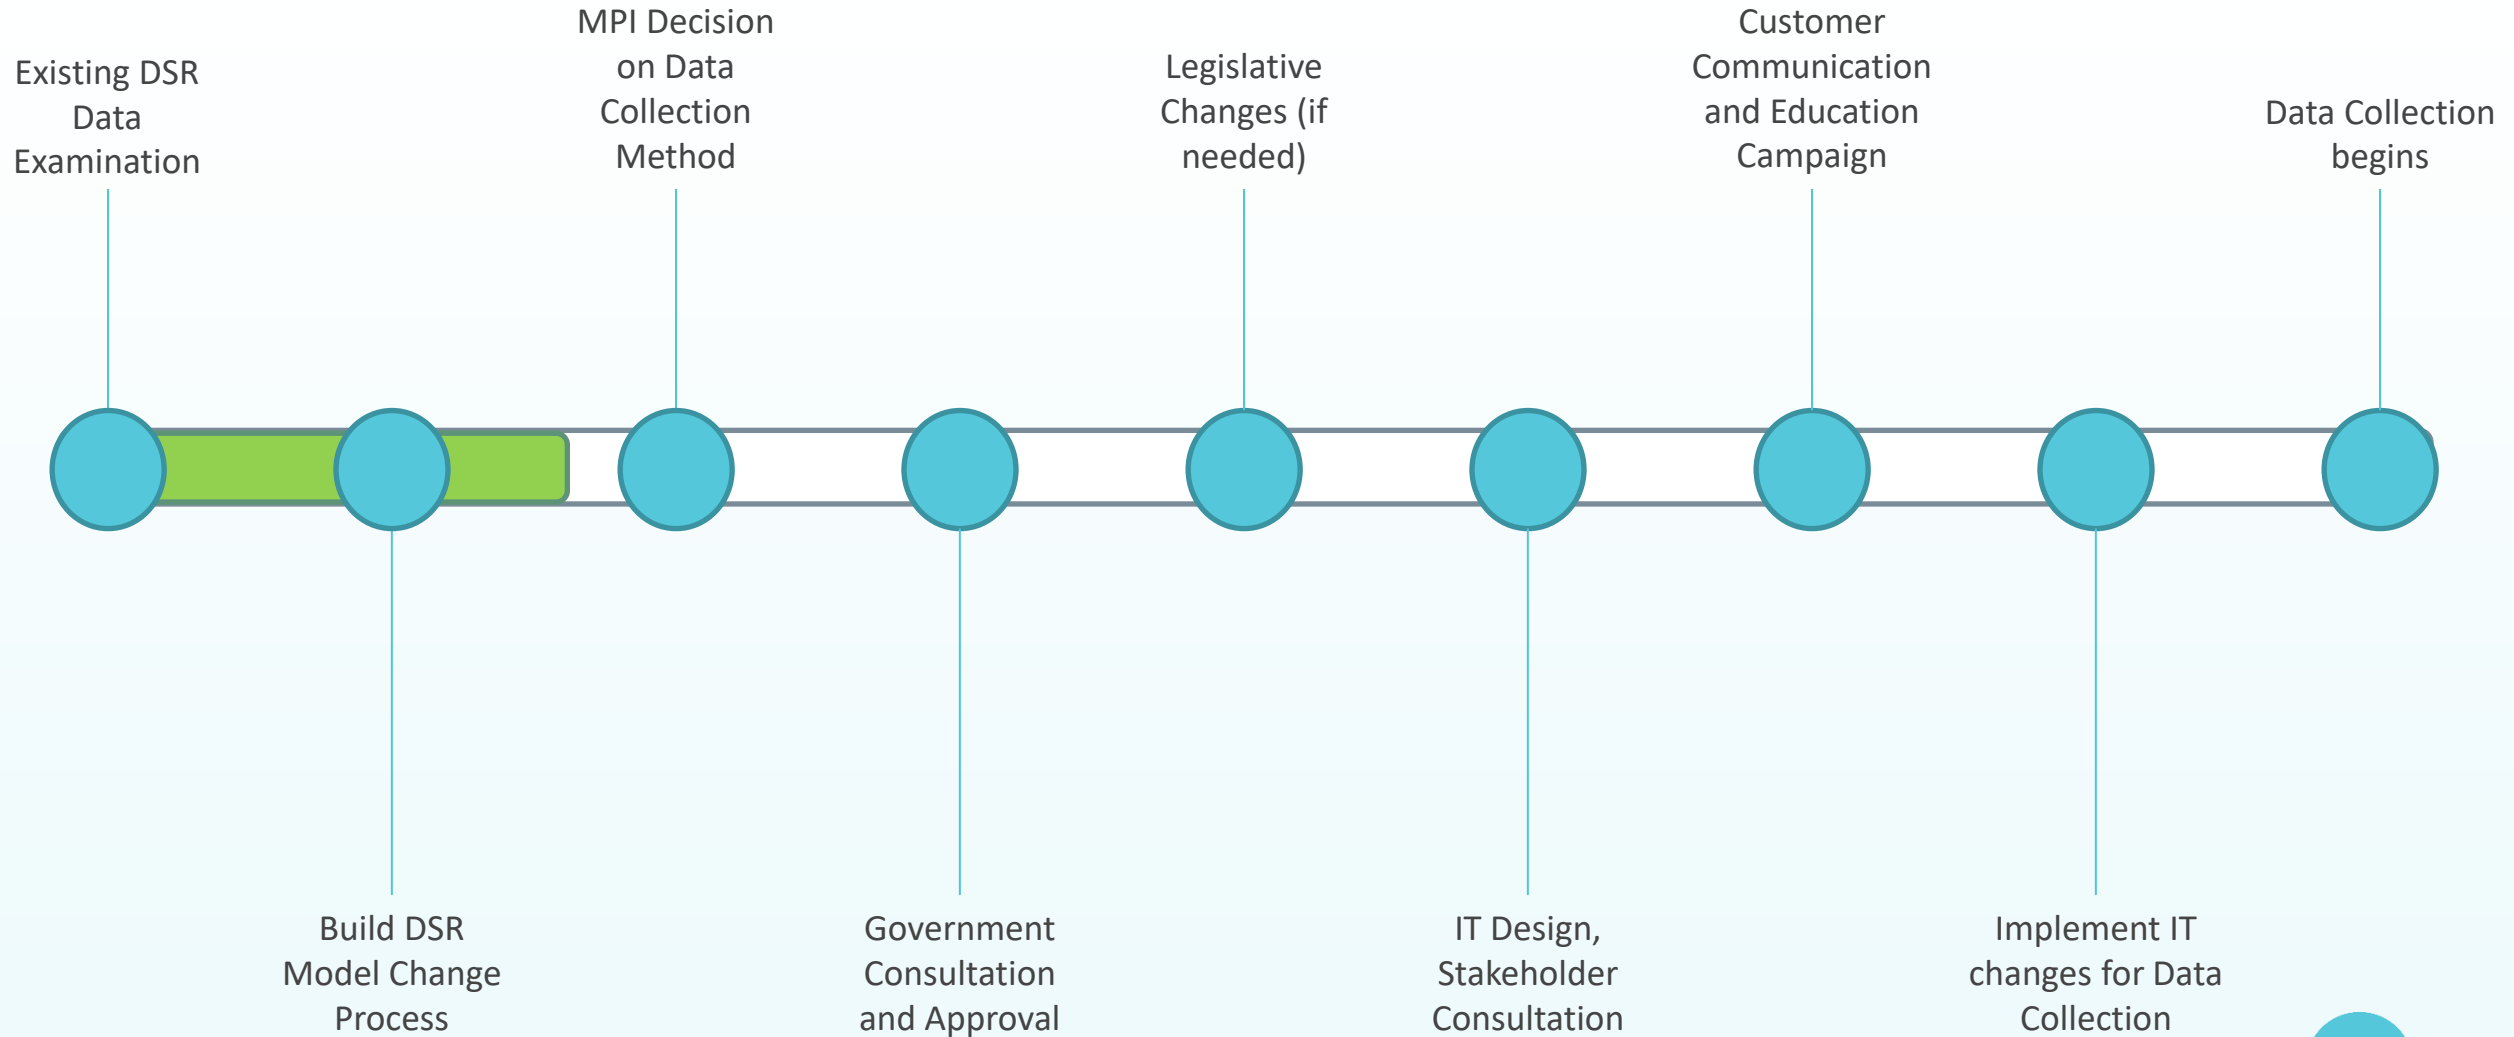 Existing DSR
Data
Examination
MPI Decision
on Data
Collection
Method
Legislative
Changes (if
needed)
Customer
Communication
and Education
Campaign
Data Collection
begins
Build DSR
Model Change
Process
Government
Consultation
and Approval
IT Design,
Stakeholder
Consultation
Implement IT
changes for Data
Collection